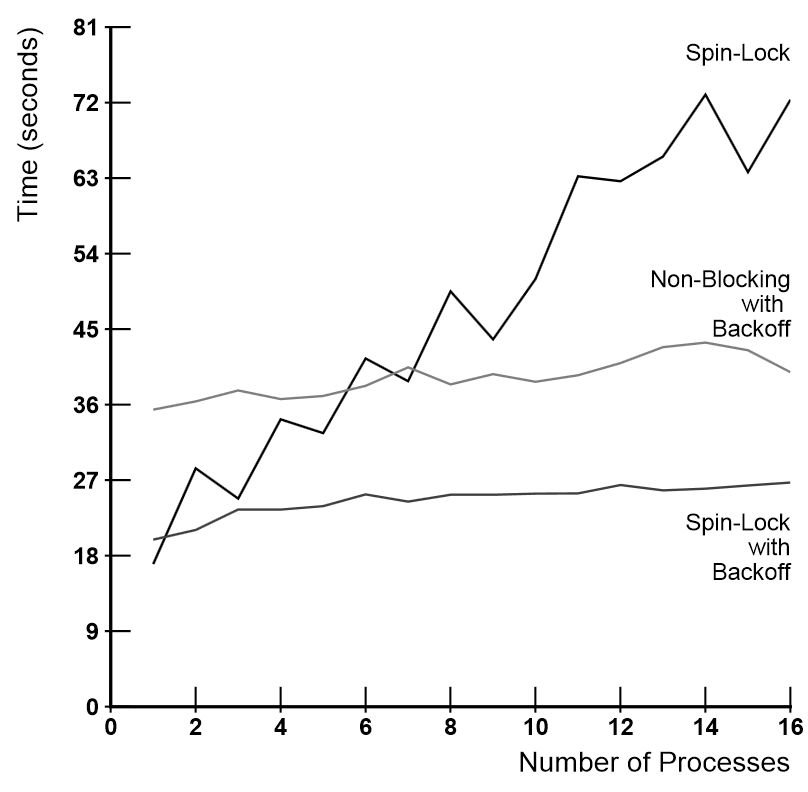 Time (seconds)
81
72
63
54
45
36
27
18
9
0
Spin-Lock
Non-Blocking
with
Backoff
Spin-Lock
with
Backoff
0 2 4 6 8 10 12 14 16
Number of Processes